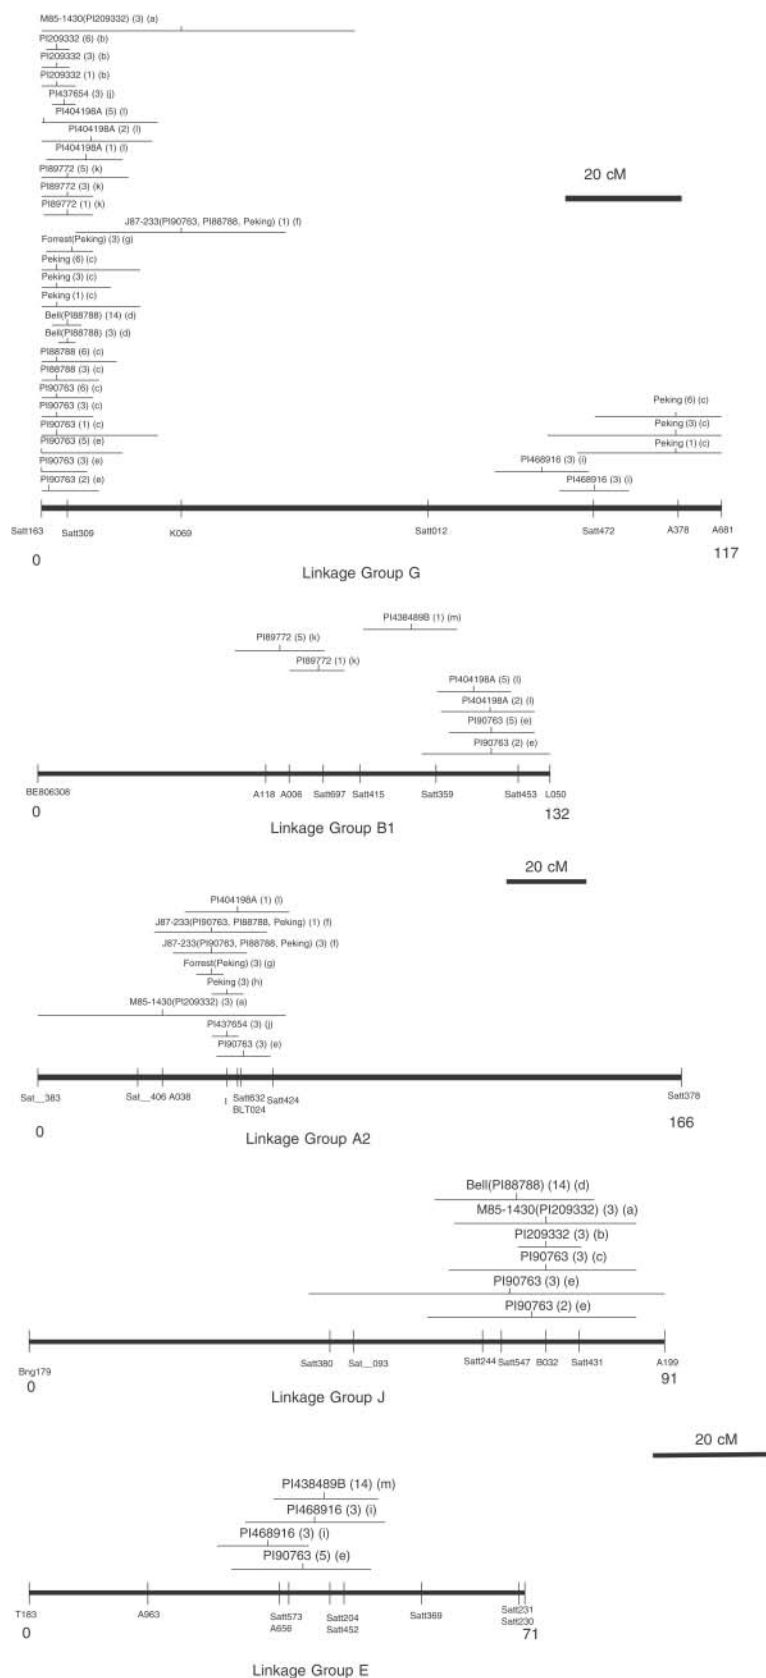 M85-1430(PI209332) (3) (a)
PI209332 (6) (b)
PI209332 (3) (b)
PI209332 (1) (b)
PI437654 (3) (j)
PI404198A (5) (l)
PI404198A (2) (l)
PI404198A (1) (l)
PI89772 (5) (k)
PI89772 (3) (k)
PI89772 (1) (k)
20 cM
J87-233(PI90763, PI88788, Peking) (1) (f)
Forrest(Peking) (3) (g)
Peking (6) (c)
Peking (3) (c)
Peking (1) (c)
Bell(PI88788) (14) (d)
Bell(PI88788) (3) (d)
PI88788 (6) (c)
PI88788 (3) (c)
PI90763 (6) (c)
PI90763 (3) (c)
PI90763 (1) (c)
PI90763 (5) (e)
PI90763 (3) (e)
PI90763 (2) (e)
Peking (6) (c)
Peking (3) (c)
Peking (1) (c)
PI468916 (3) (i)
PI468916 (3) (i)
Satt163 Satt309 K069 Satt012 Satt472 A378 A681
0 117
Linkage Group G
PI438489B (1) (m)
PI89772 (5) (k)
PI89772 (1) (k)
PI404198A (5) (l)
PI404198A (2) (l)
PI90763 (5) (e)
PI90763 (2) (e)
BE806308 A118 A006 Satt697 Satt415 Satt359 Satt453 L050
0 132
Linkage Group B1
20 cM
PI404198A (1) (l)
J87-233(PI90763, PI88788, Peking) (1) (f)
J87-233(PI90763, PI88788, Peking) (3) (f)
Forrest(Peking) (3) (g)
Peking (3) (h)
M85-1430(PI209332) (3) (a)
PI437654 (3) (j)
PI90763 (3) (e)
Sat__383 Sat__406 A038 I Satt632 Satt424 Satt378
BLT024
0 166
Linkage Group A2
Bell(PI88788) (14) (d)
M85-1430(PI209332) (3) (a)
PI209332 (3) (b)
PI90763 (3) (c)
PI90763 (3) (e)
PI90763 (2) (e)
Bng179 Satt380 Sat__093 Satt244 Satt547 B032 Satt431 A199
0 91
Linkage Group J
20 cM
PI438489B (14) (m)
PI468916 (3) (i)
PI468916 (3) (i)
PI90763 (5) (e)
T183 A963 Satt573 Satt204 Satt369 Satt231
A656 Satt452 Satt230
0 71
Linkage Group E